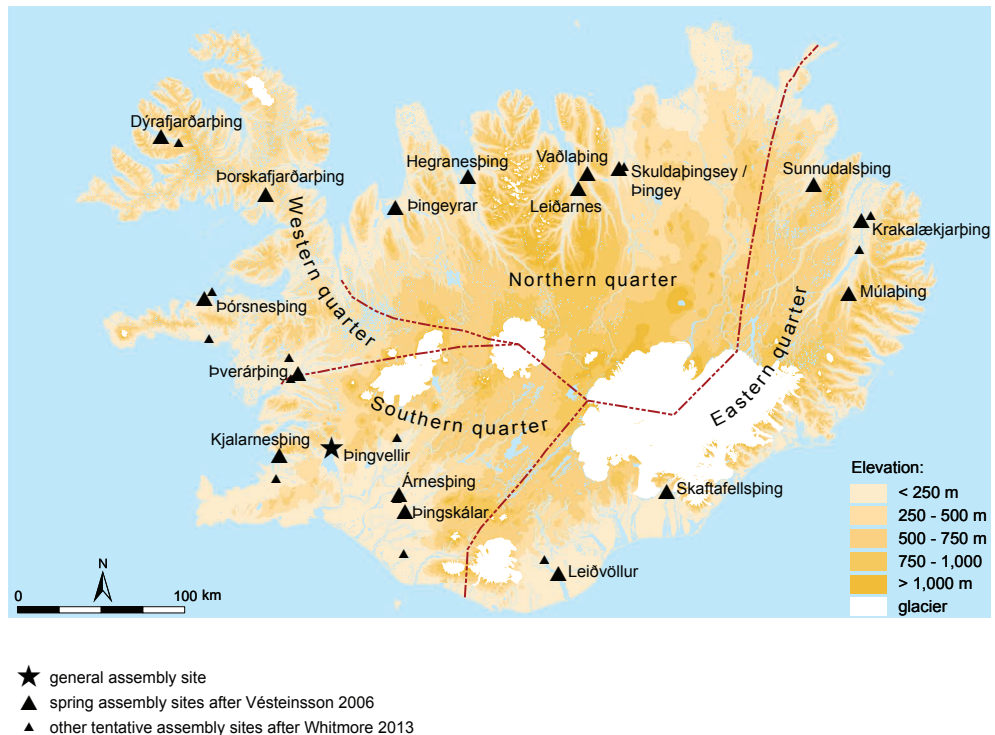 Dýrafjarðarþing
Þorskafjarðarþing
Hegranesþing
Vaðlaþing
Skuldaþingsey /
Þingey
Sunnudalsþing
Þingeyrar
Leiðarnes
Krakalækjarþing
Western quarter
Northern quarter
Múlaþing
Þórsnesþing
Eastern quarter
Þverárþing
Southern quarter
Kjalarnesþing
Þingvellir
Árnesþing
Þingskálar
Skaftafellsþing
Leiðvöllur
Elevation:
< 250 m
250 - 500 m
500 - 750 m
750 - 1,000
> 1,000 m
glacier
N
0 100 km
general assembly site
spring assembly sites after Vésteinsson 2006
other tentative assembly sites after Whitmore 2013